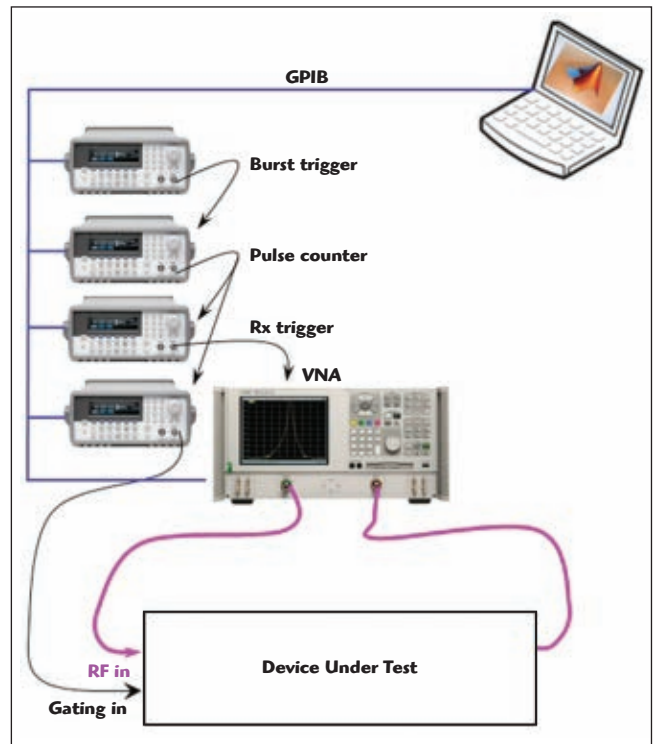 GPIB
Burst trigger
Pulse counter
Rx trigger
VNA
RF in
Device Under Test
Gating in